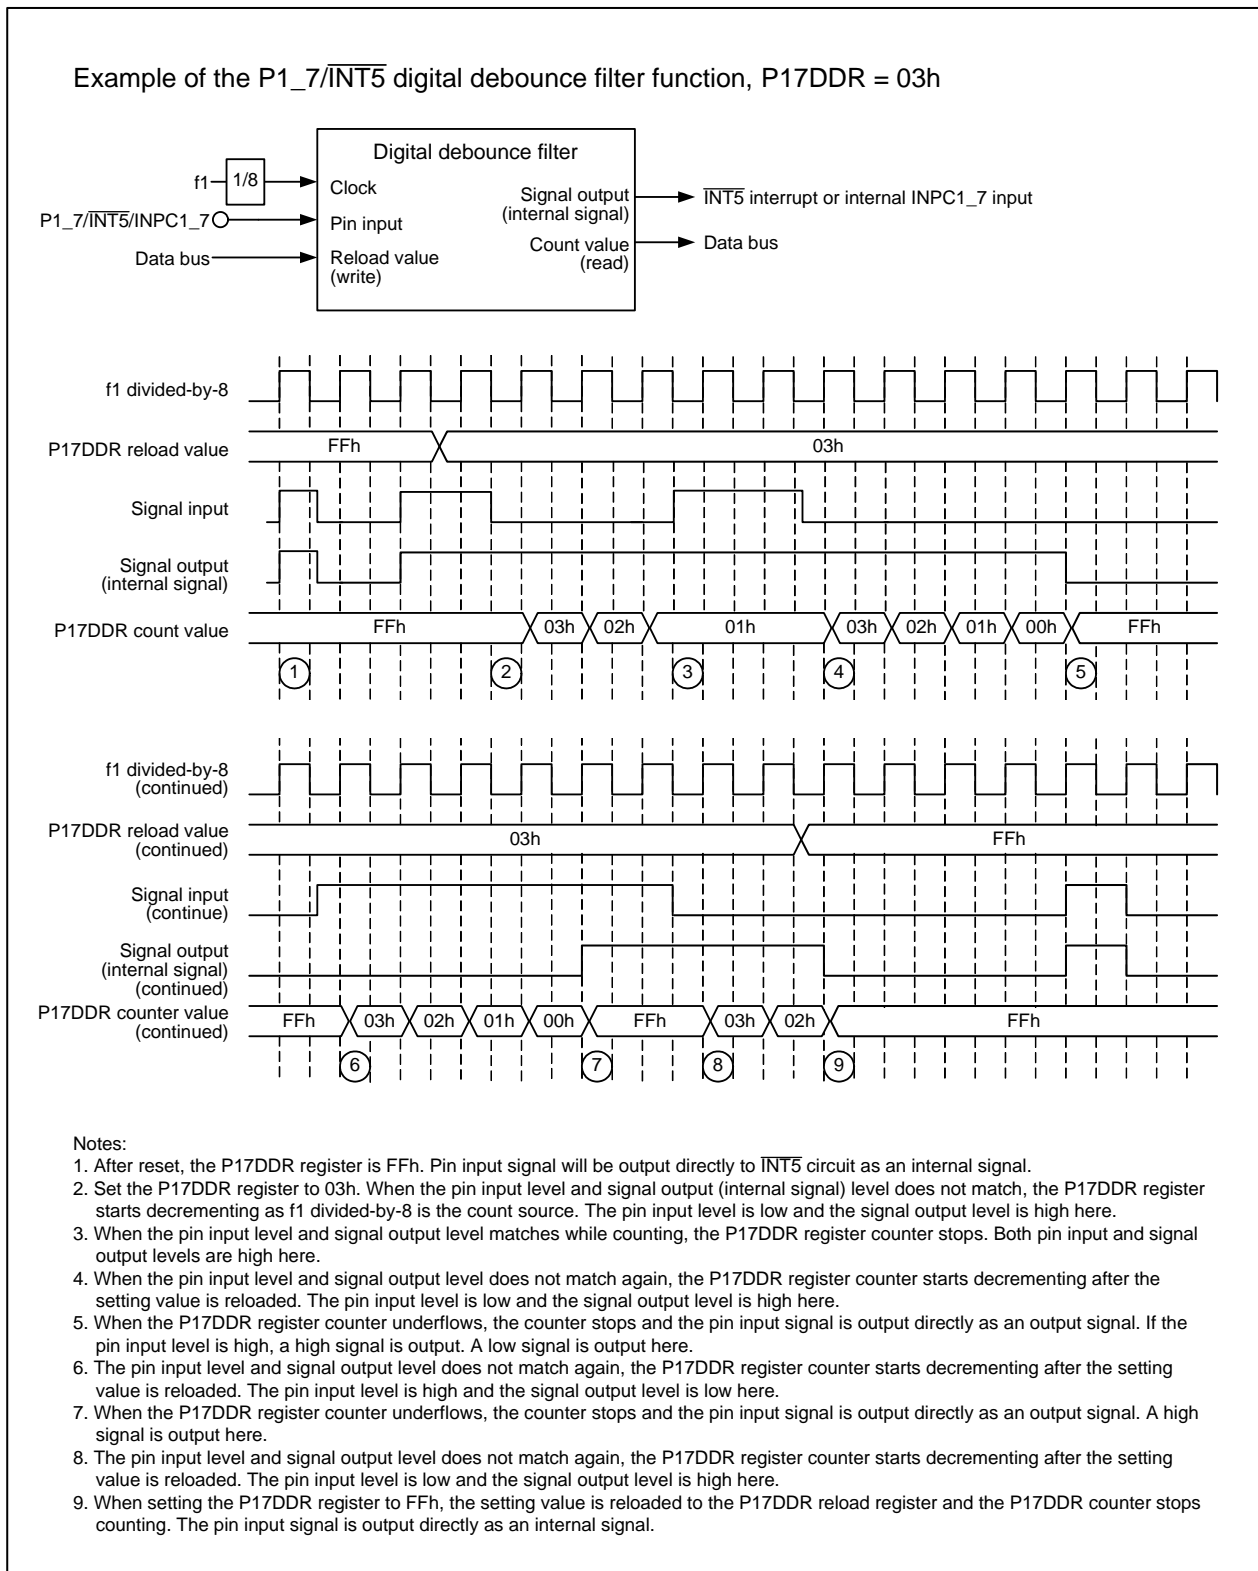 Example of the P1_7/INT5 digital debounce filter function, P17DDR = 03h
Digital debounce filter
f1
1/8
Clock
P1_7/INT5/INPC1_7
Pin input
Data bus
Reload value
(write)
Signal output
(internal signal)
INT5 interrupt or internal INPC1_7 input
Count value
(read)
Data bus
f1 divided-by-8
P17DDR reload value
FFh
03h
Signal input
Signal output
(internal signal)
P17DDR count value
FFh
03h
02h
01h
03h
02h
01h
00h
FFh
1
2
3
4
5
f1 divided-by-8
(continued)
P17DDR reload value
(continued)
03h
FFh
Signal input
(continue)
Signal output
(internal signal)
(continued)
P17DDR counter value
(continued)
FFh
03h
02h
01h
00h
FFh
03h
02h
FFh
6
7
8
9
Notes:
1. After reset, the P17DDR register is FFh. Pin input signal will be output directly to INT5 circuit as an internal signal.
2. Set the P17DDR register to 03h. When the pin input level and signal output (internal signal) level does not match, the P17DDR register
starts decrementing as f1 divided-by-8 is the count source. The pin input level is low and the signal output level is high here.
3. When the pin input level and signal output level matches while counting, the P17DDR register counter stops. Both pin input and signal
output levels are high here.
4. When the pin input level and signal output level does not match again, the P17DDR register counter starts decrementing after the
setting value is reloaded. The pin input level is low and the signal output level is high here.
5. When the P17DDR register counter underflows, the counter stops and the pin input signal is output directly as an output signal. If the
pin input level is high, a high signal is output. A low signal is output here.
6. The pin input level and signal output level does not match again, the P17DDR register counter starts decrementing after the setting
value is reloaded. The pin input level is high and the signal output level is low here.
7. When the P17DDR register counter underflows, the counter stops and the pin input signal is output directly as an output signal. A high
signal is output here.
8. The pin input level and signal output level does not match again, the P17DDR register counter starts decrementing after the setting
value is reloaded. The pin input level is low and the signal output level is high here.
9. When setting the P17DDR register to FFh, the setting value is reloaded to the P17DDR reload register and the P17DDR counter stops
counting. The pin input signal is output directly as an internal signal.